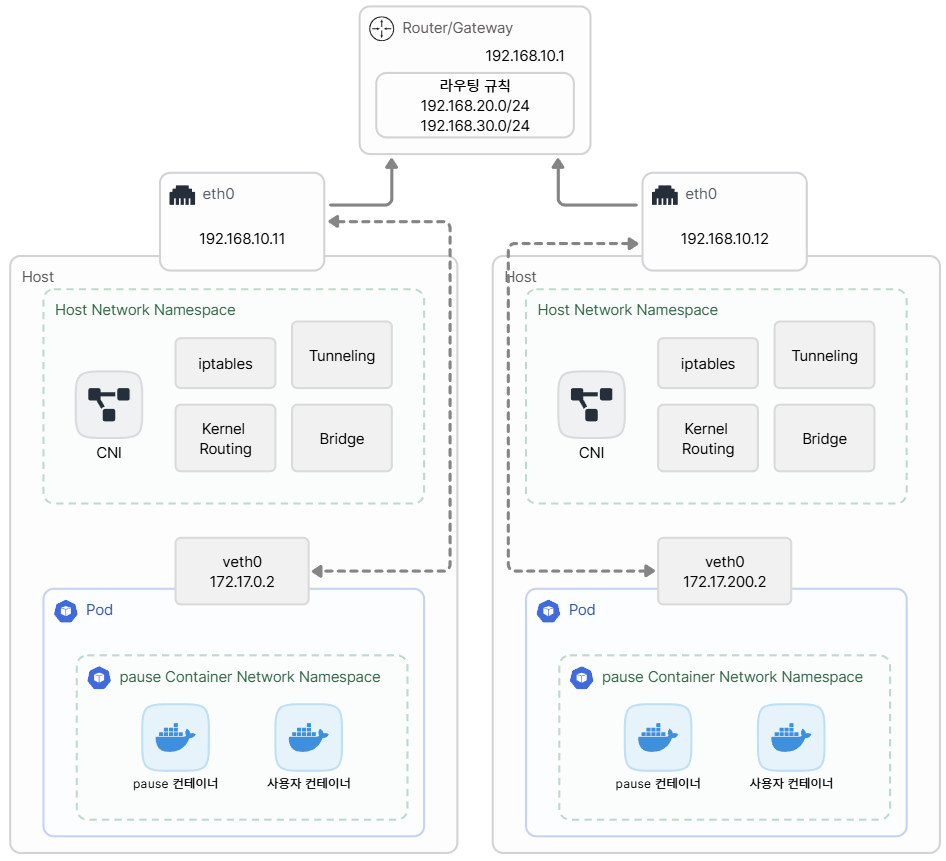 Router/Gateway
192.168.10.1
라우팅 규칙
192.168.20.0/24
192.168.30.0/24
eth0
192.168.10.11
eth0
192.168.10.12
Host
Host Network Namespace
iptables
Tunneling
CNI
Kernel
Routing
Bridge
veth0
172.17.0.2
Pod
pause Container Network Namespace
pause 컨테이너
사용자 컨테이너
Host
Host Network Namespace
iptables
Tunneling
CNI
Kernel
Routing
Bridge
veth0
172.17.200.2
Pod
pause Container Network Namespace
pause 컨테이너
사용자 컨테이너